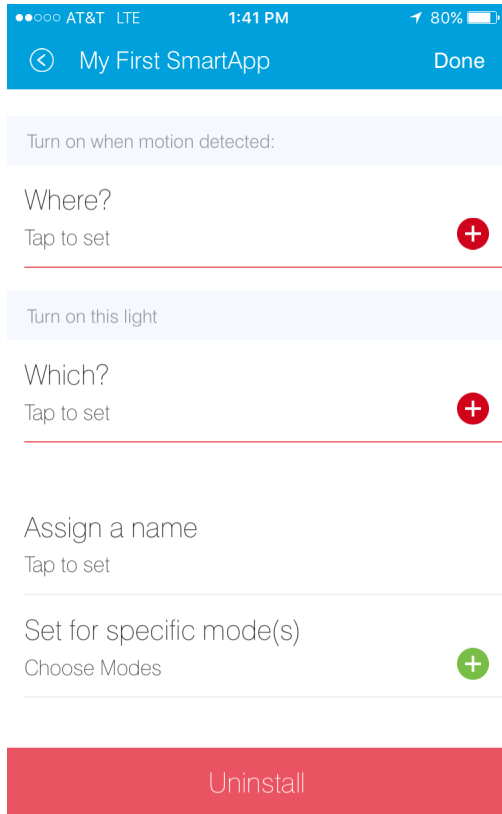 AT&T LTE 1:41 PM 80%
My First SmartApp Done
Turn on when motion detected:
Where?
Tap to set
Turn on this light
Which?
Tap to set
Assign a name
Tap to set
Set for specific mode(s)
Choose Modes
Uninstall